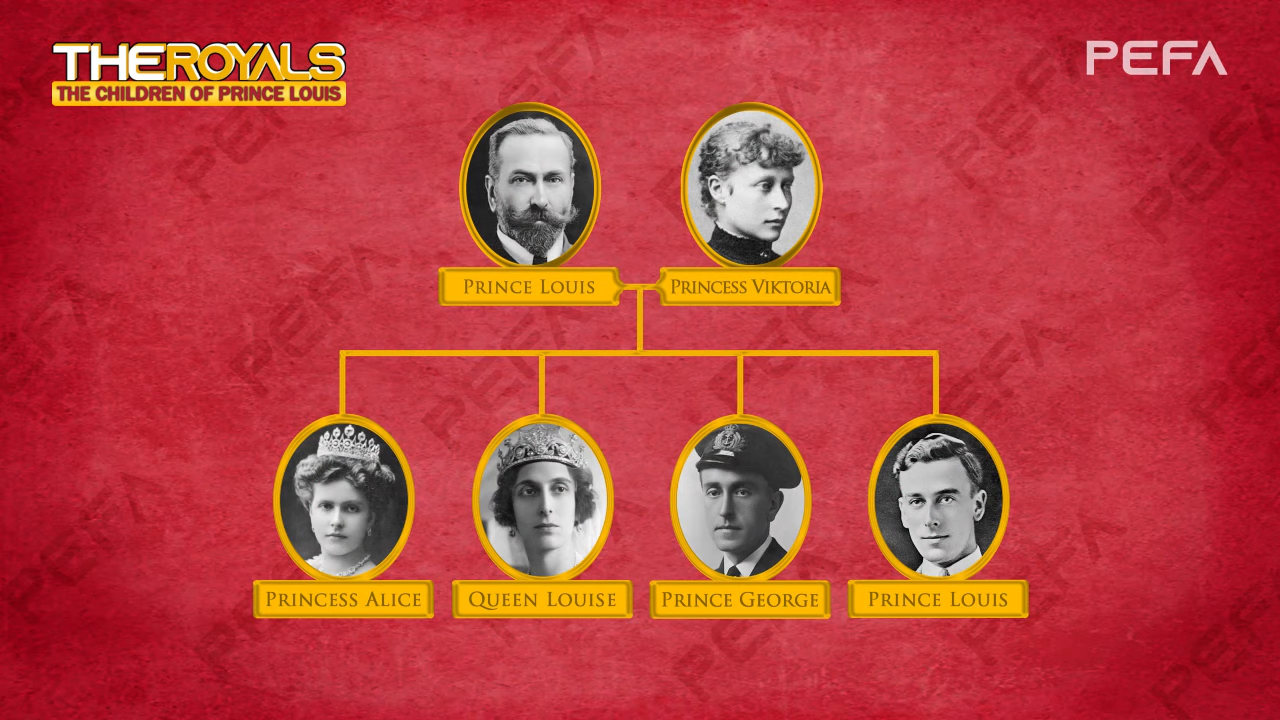 THEROYALS
THE CHILDREN OF PRINCE LOUIS
PEFA
PRINCE LOUIS
PRINCESS VIKTORIA
PRINCESS ALICE
QUEEN LOUISE
PRINCE GEORGE
PRINCE LOUIS